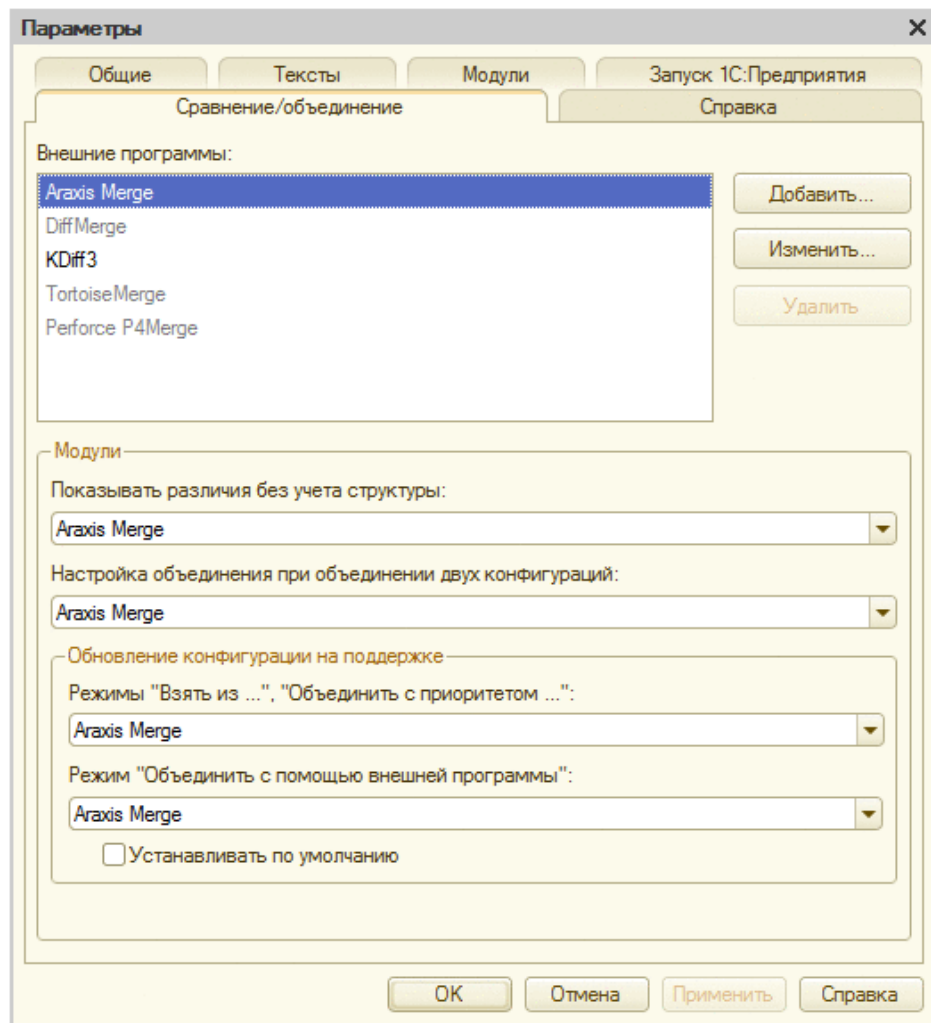 Параметры
Общие Тексты Модули Запуск 1С:Предприятия
Сравнение/объединение Справка
Внешние программы:
Araxis Merge
DiffMerge
KDiff3
TortoiseMerge
Perforce P4Merge
Добавить...
Изменить...
Удалить
Модули
Показывать различия без учета структуры:
Araxis Merge
Настройка объединения при объединении двух конфигураций:
Araxis Merge
Обновление конфигурации на поддержке
Режимы "Взять из ...", "Объединить с приоритетом ...":
Araxis Merge
Режим "Объединить с помощью внешней программы":
Araxis Merge
Устанавливать по умолчанию
OK Отмена Применить Справка